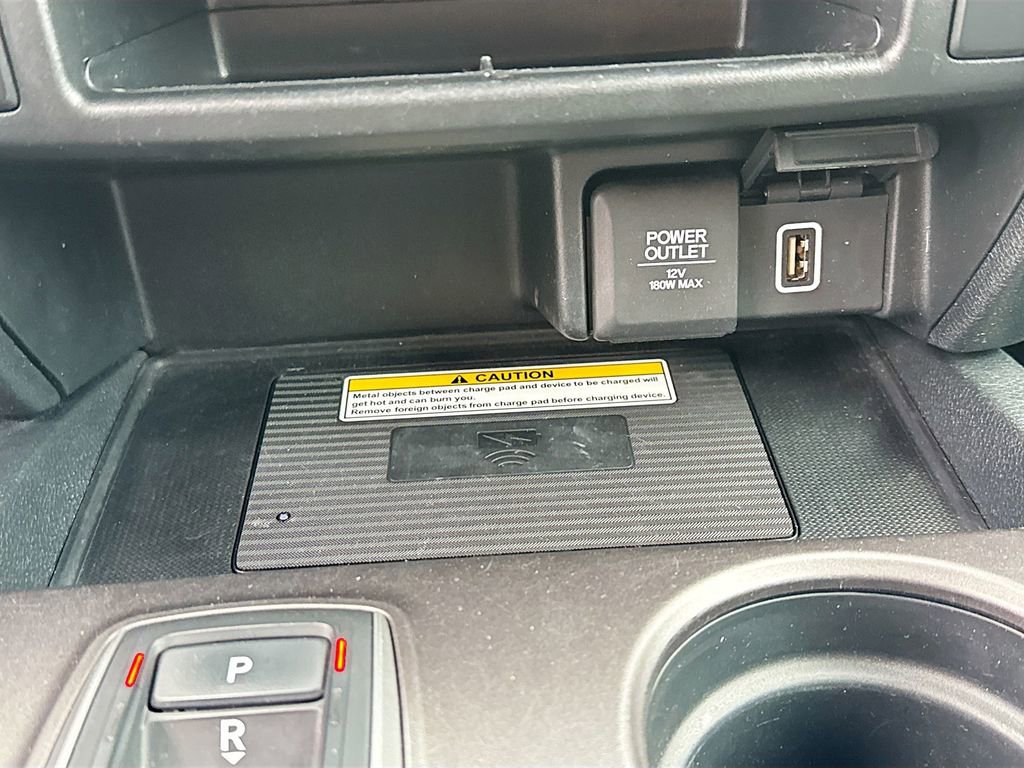 POWER
OUTLET
12V
180W MAX
CAUTION
Metal objects between charge pad and device to be charged will
get hot and can burn you.
Remove foreign objects from charge pad before charging device.
P
R